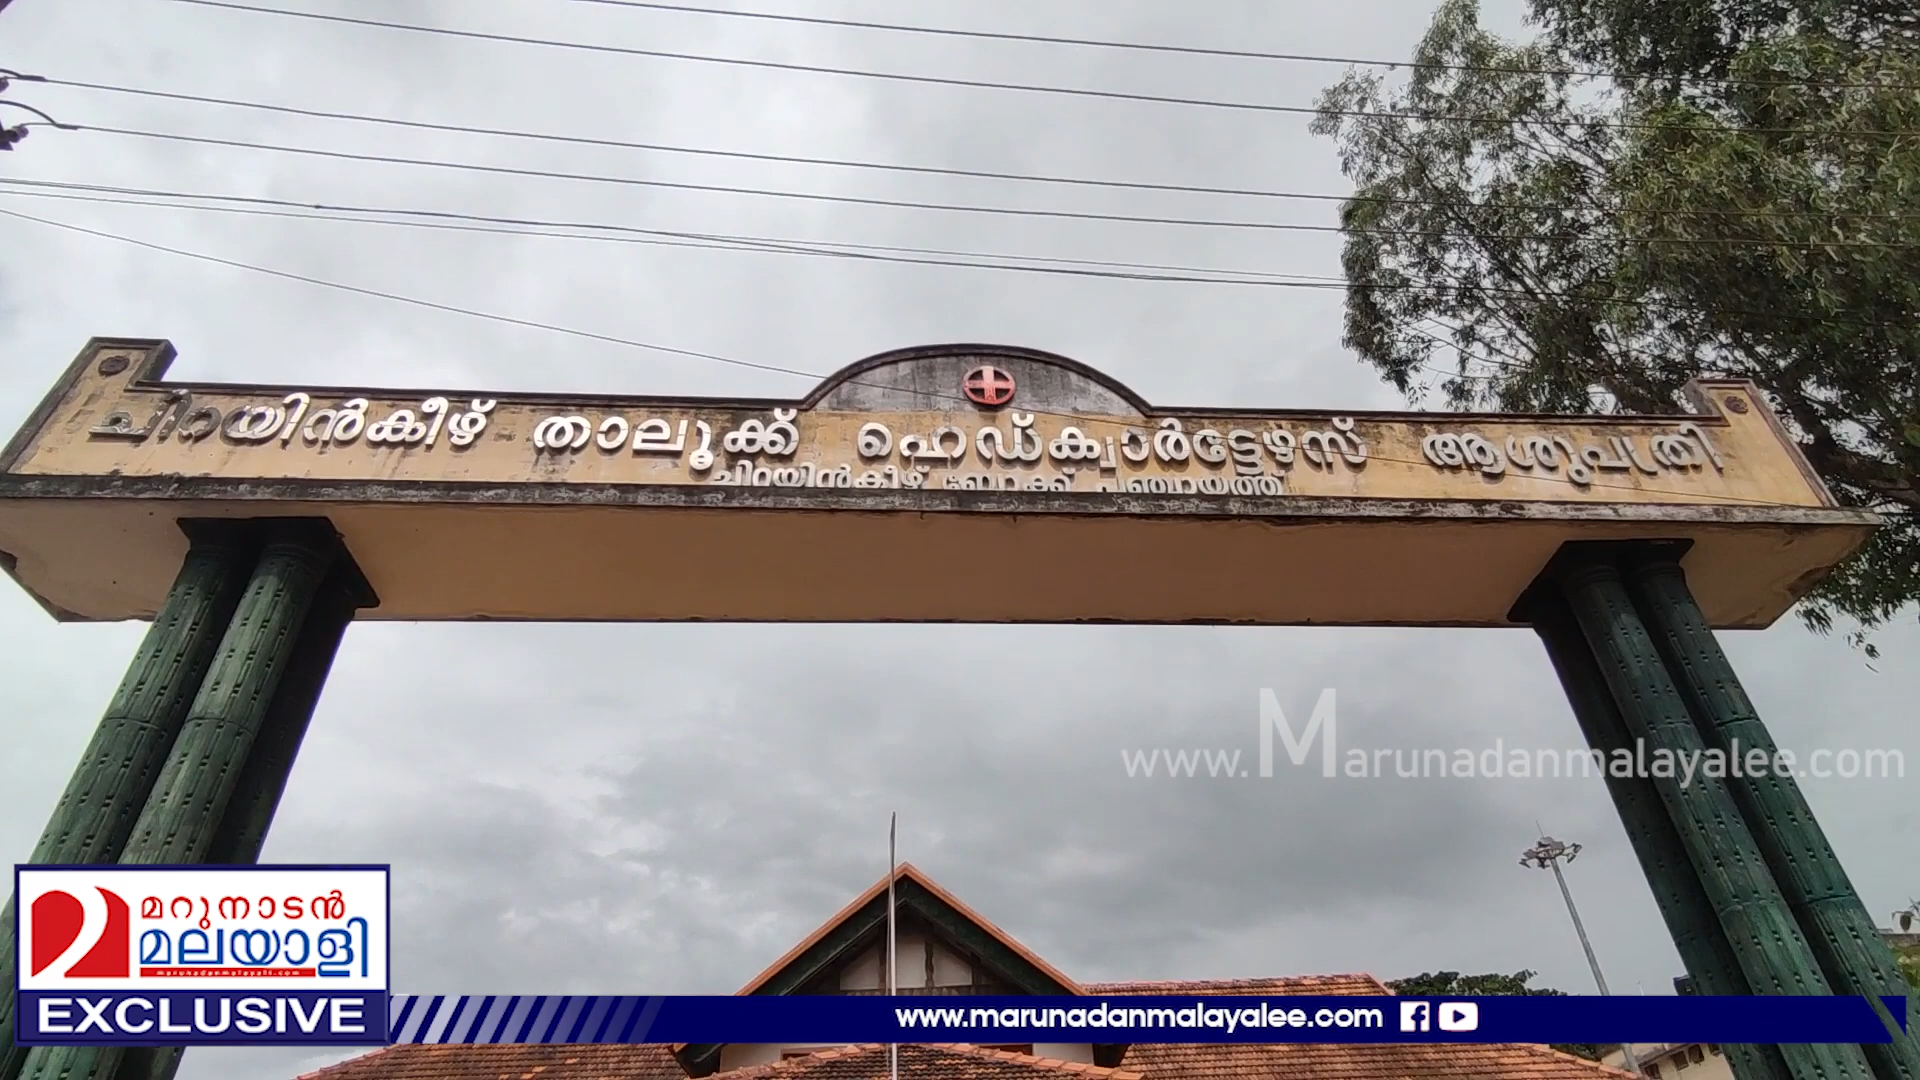 ചിറയിൻകീഴ് താലൂക്ക് ഹെഡ്ക്വാർട്ടേഴ്സ് ആശുപത്രി
ചിറയിൻകീഴ് ബ്ലോക്ക് പഞ്ചായത്ത്
www.Marunadanmalayalee.com
മറുനാടൻ
മലയാളി
EXCLUSIVE
www.marunadanmalayalee.com